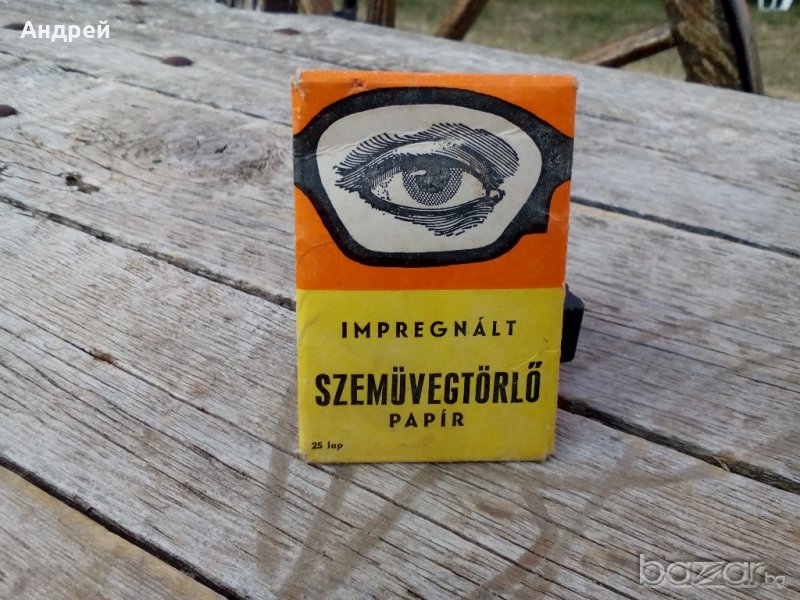 Андрей
IMPREGNÁLT
SZEMÜVEGTÖRLŐ
PAPÍR
25 lap
bazar.bg